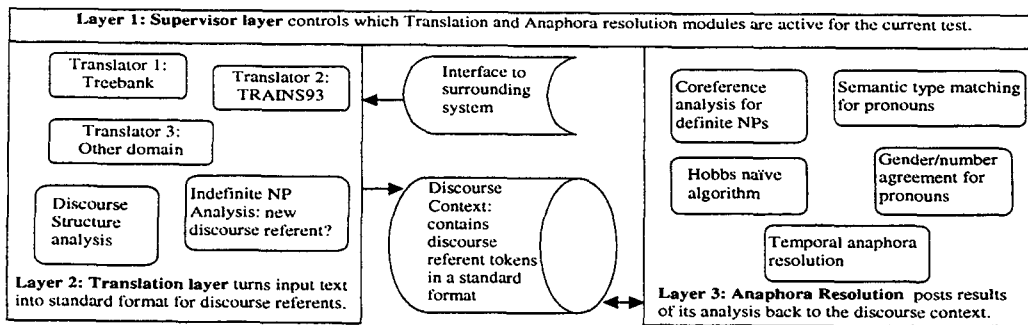 Layer 1: Supervisor layer controls which Translation and Anaphora resolution modules are active for the current test.
Translator 1:
Treebank
Translator 2:
TRAINS93
Translator 3:
Other domain
Discourse
Structure
analysis
Indefinite NP
Analysis: new
discourse referent?
Layer 2: Translation layer turns input text
into standard format for discourse referents.
Interface to
surrounding
system
Discourse
Context:
contains
discourse
referent tokens
in a standard
format
Coreference
analysis for
definite NPs
Semantic type matching
for pronouns
Hobbs naïve
algorithm
Gender/number
agreement for
pronouns
Temporal anaphora
resolution
Layer 3: Anaphora Resolution posts results
of its analysis back to the discourse context.